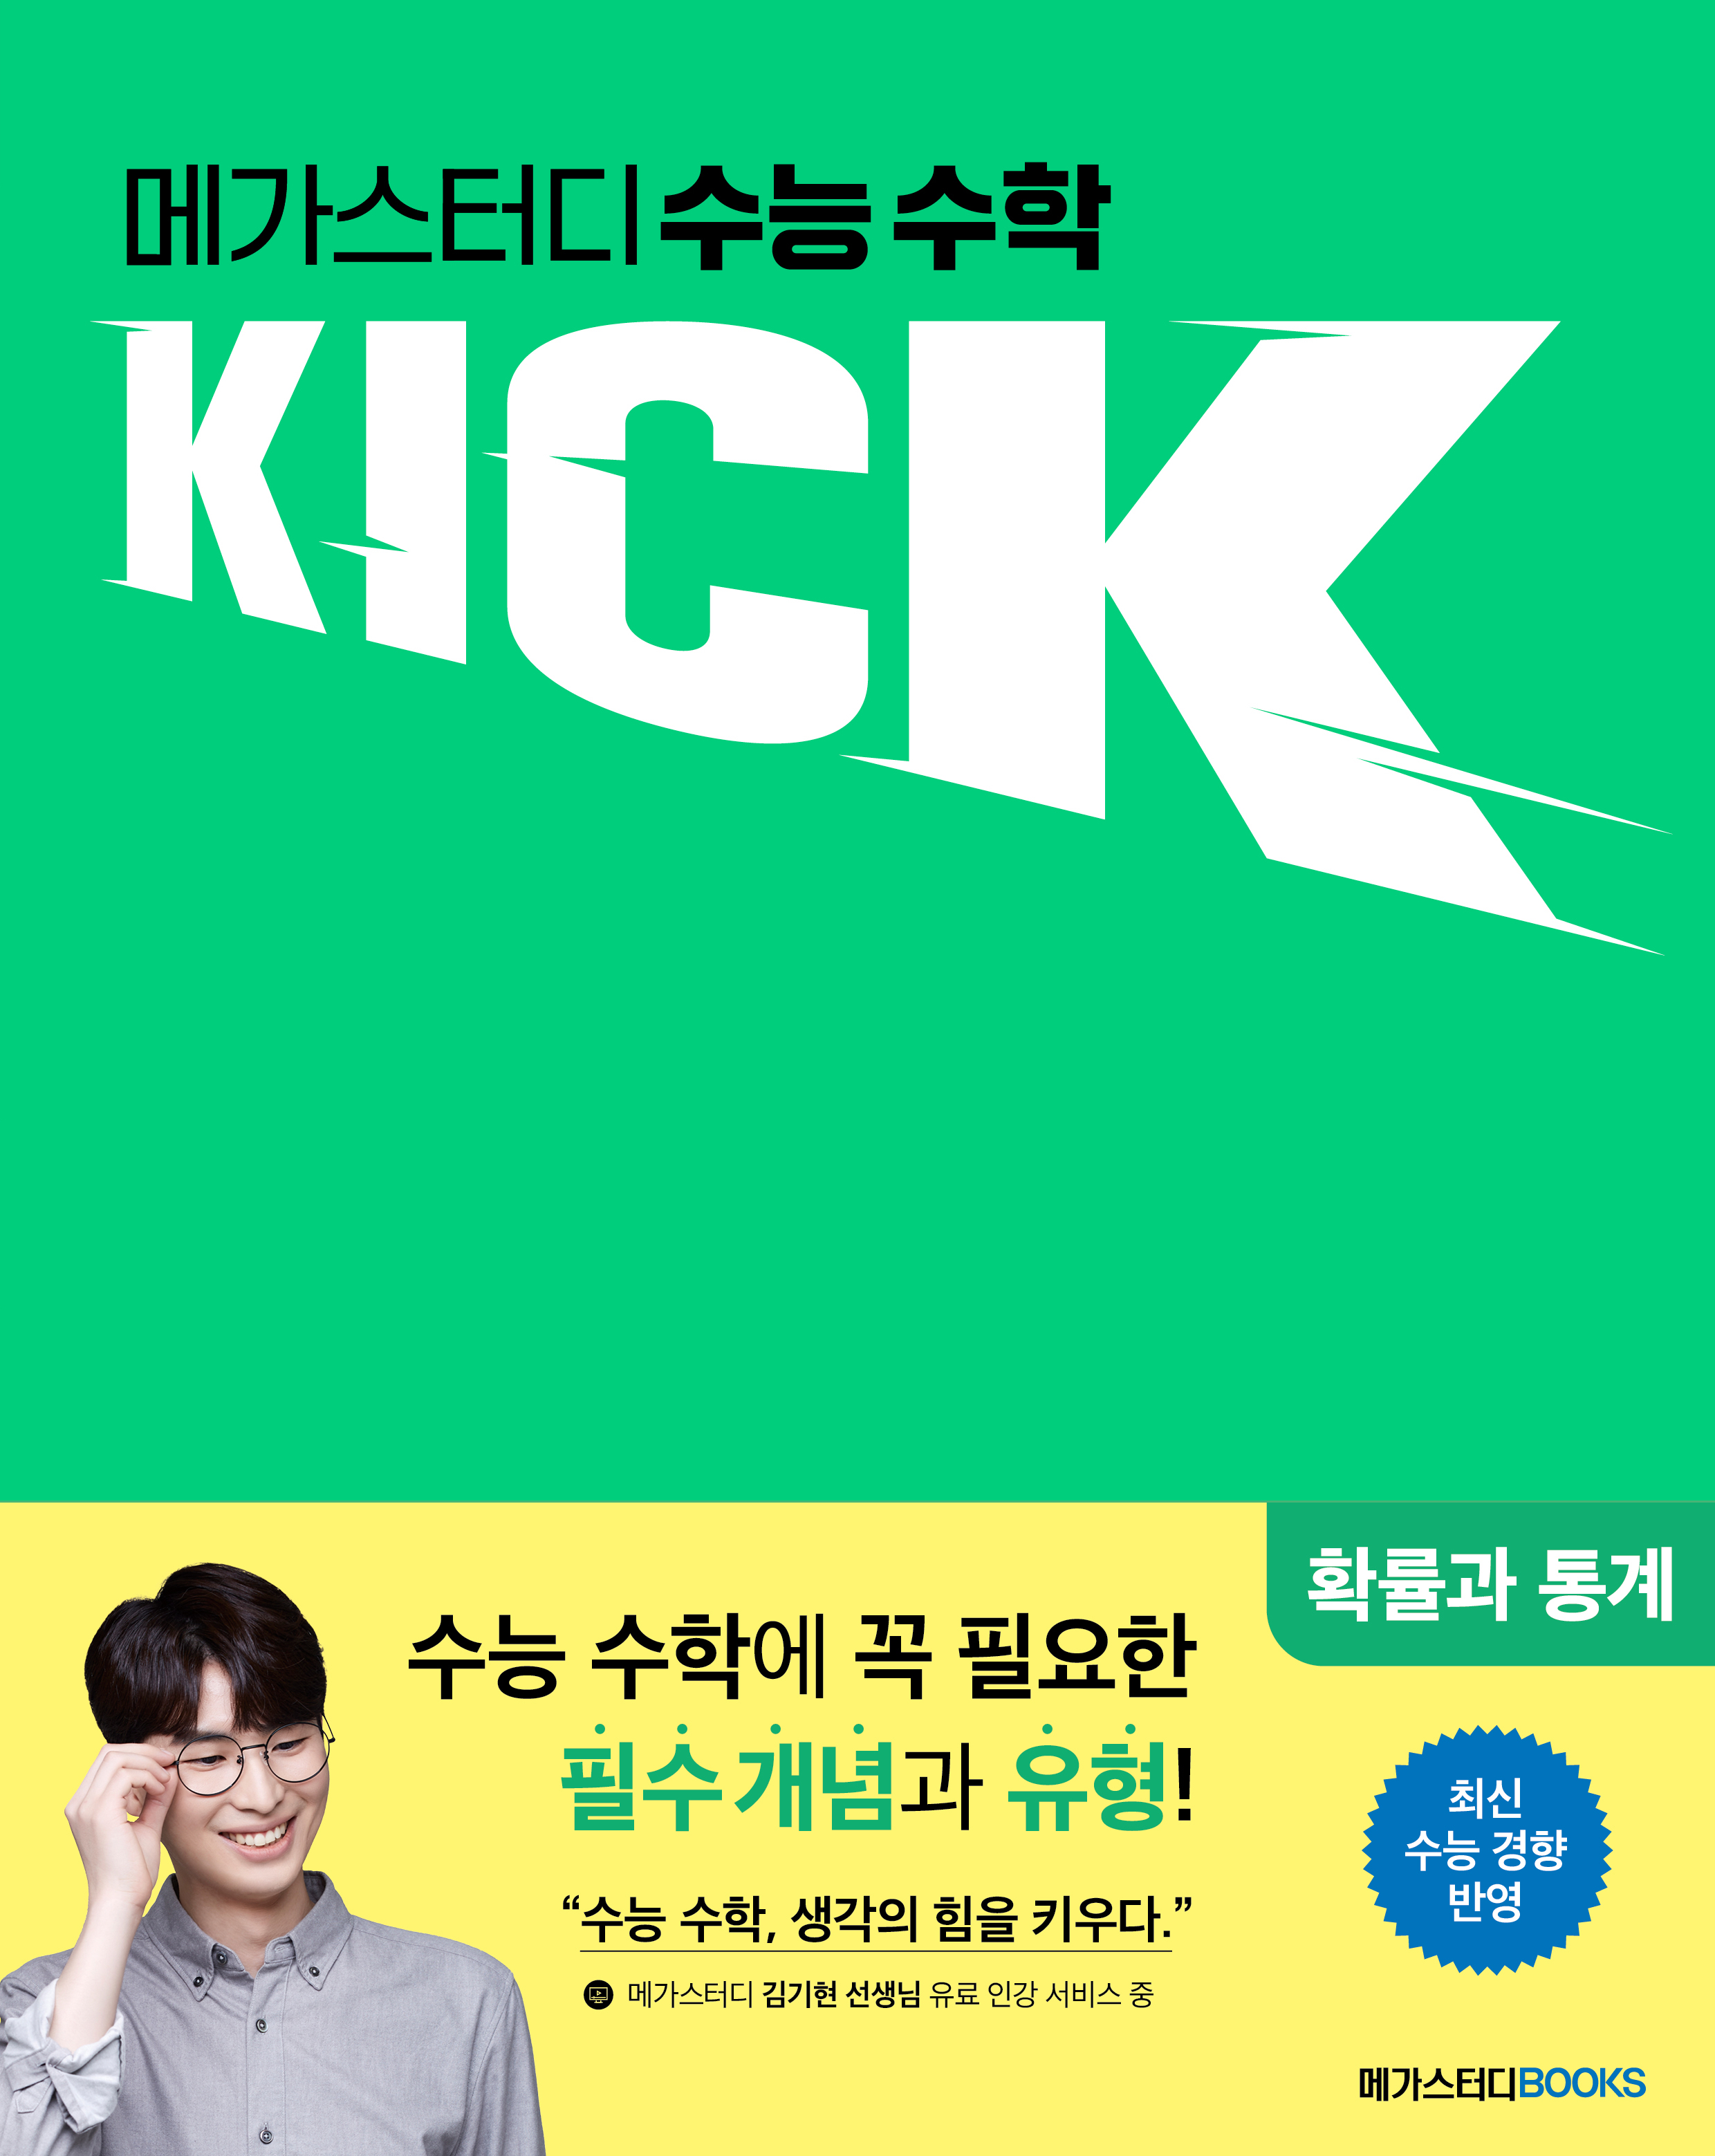 메가스터디 수능 수학
KICK
확률과 통계
수능 수학에 꼭 필요한
필수 개념과 유형!
“수능 수학, 생각의 힘을 키우다.”
메가스터디 김기현 선생님 유료 인강 서비스 중
최신
수능 경향
반영
메가스터디BOOKS